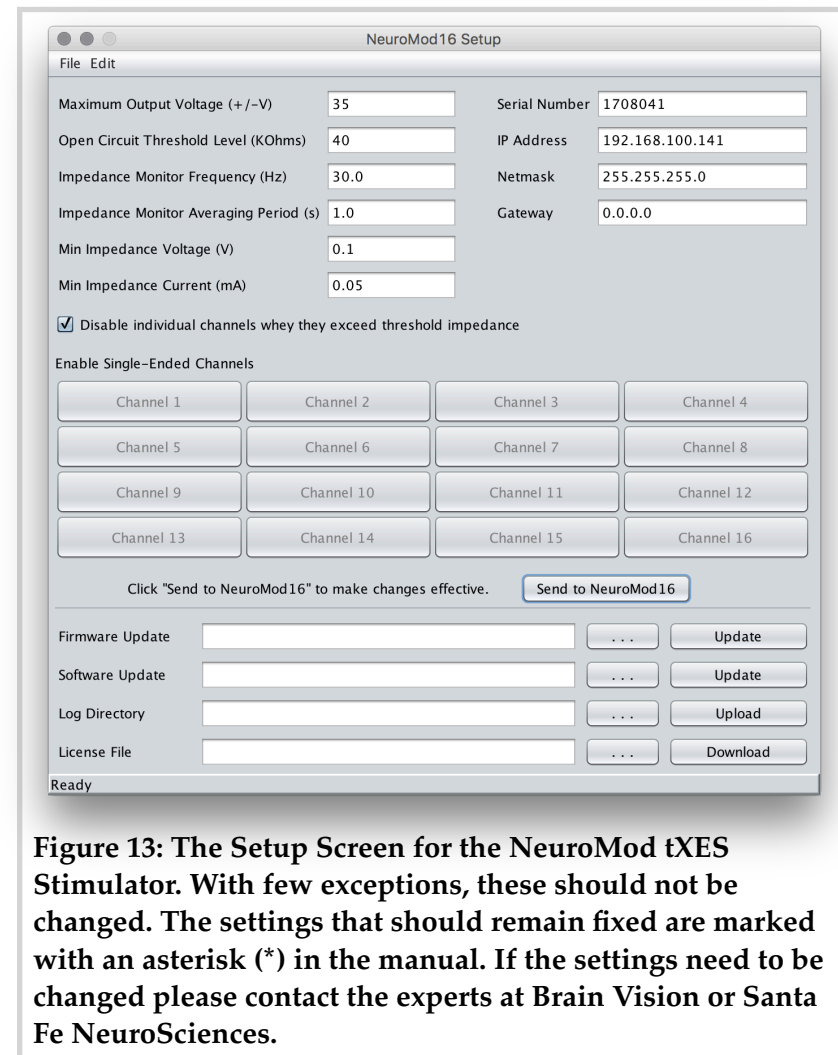 NeuroMod16 Setup
File Edit
Maximum Output Voltage (+/-V) 35 Serial Number 1708041
Open Circuit Threshold Level (KOhms) 40 IP Address 192.168.100.141
Impedance Monitor Frequency (Hz) 30.0 Netmask 255.255.255.0
Impedance Monitor Averaging Period (s) 1.0 Gateway 0.0.0.0
Min Impedance Voltage (V) 0.1
Min Impedance Current (mA) 0.05
Disable individual channels whey they exceed threshold impedance
Enable Single-Ended Channels
Channel 1 Channel 2 Channel 3 Channel 4
Channel 5 Channel 6 Channel 7 Channel 8
Channel 9 Channel 10 Channel 11 Channel 12
Channel 13 Channel 14 Channel 15 Channel 16
Click "Send to NeuroMod16" to make changes effective. Send to NeuroMod16
Firmware Update ... Update
Software Update ... Update
Log Directory ... Upload
License File ... Download
Ready
Figure 13: The Setup Screen for the NeuroMod tXES
Stimulator. With few exceptions, these should not be
changed. The settings that should remain fixed are marked
with an asterisk (*) in the manual. If the settings need to be
changed please contact the experts at Brain Vision or Santa
Fe NeuroSciences.